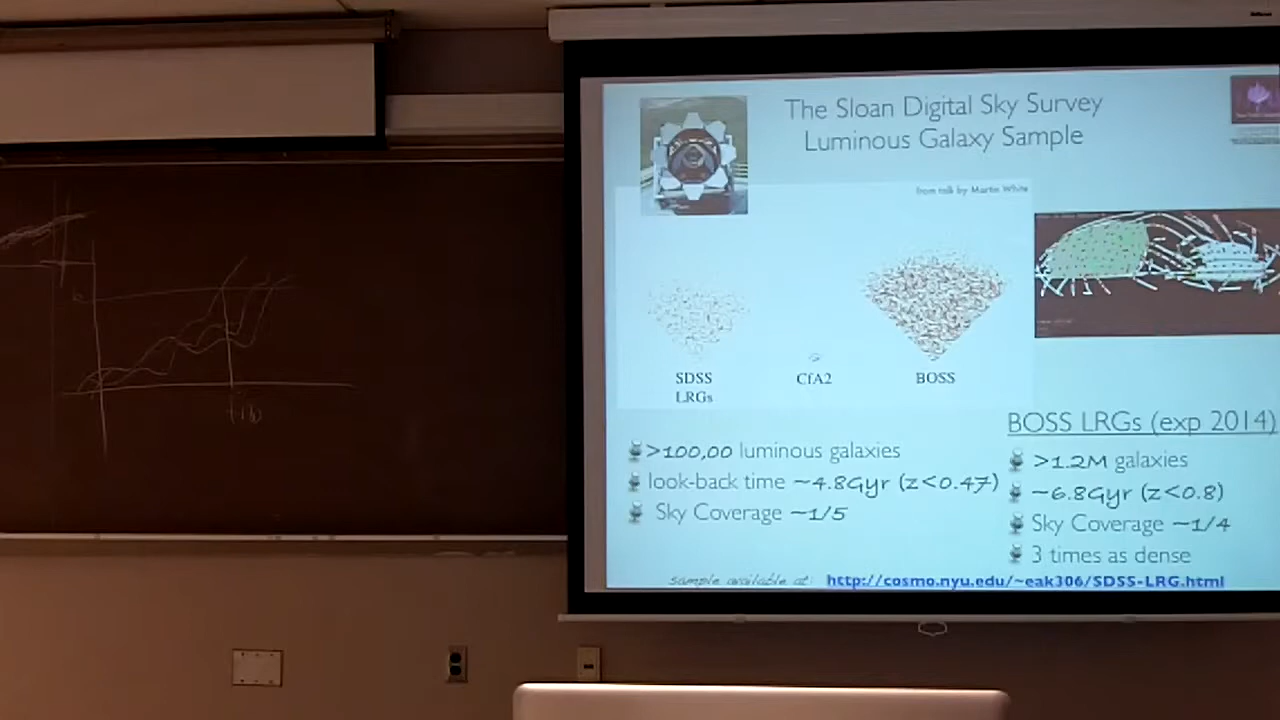 The Sloan Digital Sky Survey
Luminous Galaxy Sample
from talk by Martin White
SDSS
LRGs
CfA2
BOSS
>100,00 luminous galaxies
look-back time ~4.8Gyr (z<0.47)
Sky Coverage ~1/5
BOSS LRGs (exp 2014)
>1.2M galaxies
~6.8Gyr (z<0.8)
Sky Coverage ~1/4
3 times as dense
sample available at: http://cosmo.nyu.edu/~eak306/SDSS-LRG.html